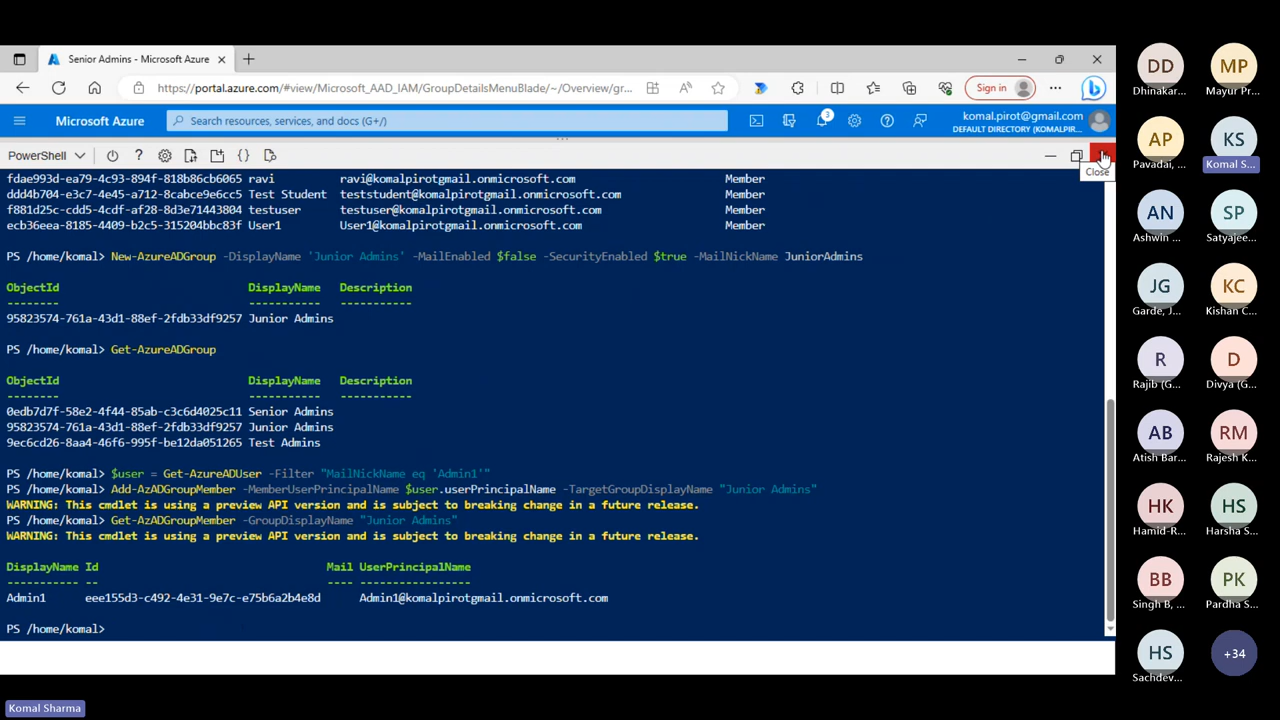 Senior Admins - Microsoft Azure
https://portal.azure.com/#view/Microsoft_AAD_IAM/GroupDetailsMenuBlade/~/Overview/gr...
Sign in
Microsoft Azure
Search resources, services, and docs (G+/)
3
komal.pirot@gmail.com
DEFAULT DIRECTORY (KOMALPIR...
PowerShell
Close
fdae993d-ea79-4c93-894f-818b86cb6065 ravi ravi@komalpirotgmail.onmicrosoft.com Member
ddd4b704-e3c7-4e45-a712-8cabce9e6cc5 Test Student teststudent@komalpirotgmail.onmicrosoft.com Member
f881d25c-cdd5-4cdf-af28-8d3e71443804 testuser testuser@komalpirotgmail.onmicrosoft.com Member
ecb36eea-8185-4409-b2c5-315204bbc83f User1 User1@komalpirotgmail.onmicrosoft.com Member
PS /home/komal> New-AzureADGroup -DisplayName 'Junior Admins' -MailEnabled $false -SecurityEnabled $true -MailNickName JuniorAdmins
ObjectId DisplayName Description
-------- ----------- -----------
95823574-761a-43d1-88ef-2fdb33df9257 Junior Admins
PS /home/komal> Get-AzureADGroup
ObjectId DisplayName Description
-------- ----------- -----------
0edb7d7f-58e2-4f44-85ab-c3c6d4025c11 Senior Admins
95823574-761a-43d1-88ef-2fdb33df9257 Junior Admins
9ec6cd26-8aa4-46f6-995f-be12da051265 Test Admins
PS /home/komal> $user = Get-AzureADUser -Filter "MailNickName eq 'Admin1'"
PS /home/komal> Add-AzADGroupMember -MemberUserPrincipalName $user.userPrincipalName -TargetGroupDisplayName "Junior Admins"
WARNING: This cmdlet is using a preview API version and is subject to breaking change in a future release.
PS /home/komal> Get-AzADGroupMember -GroupDisplayName "Junior Admins"
WARNING: This cmdlet is using a preview API version and is subject to breaking change in a future release.
DisplayName Id Mail UserPrincipalName
----------- -- ---- -----------------
Admin1 eee155d3-c492-4e31-9e7c-e75b6a2b4e8d Admin1@komalpirotgmail.onmicrosoft.com
PS /home/komal>
Komal Sharma
DD MP
Dhinakar... Mayur Pr...
AP KS
Pavadai, ... Komal S...
AN SP
Ashwin ... Satyajee...
JG KC
Garde, J... Kishan C...
R D
Rajib (G... Divya (G...
AB RM
Atish Bar... Rajesh K...
HK HS
Hamid-R... Harsha S...
BB PK
Singh B, ... Pardha S...
HS +34
Sachdev...